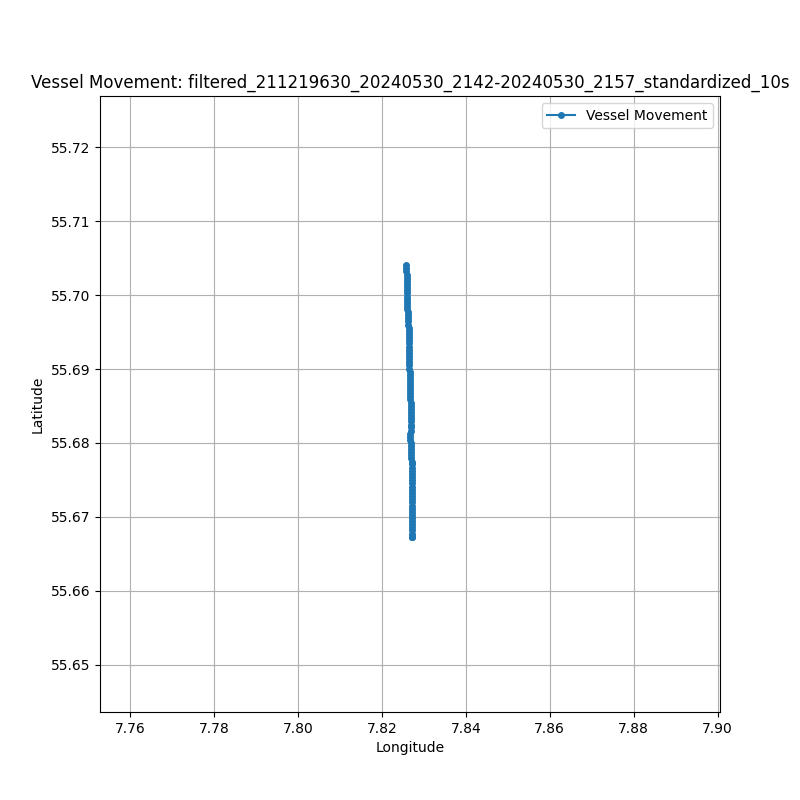 Vessel Movement: filtered_211219630_20240530_2142-20240530_2157_standardized_10s
Vessel Movement
55.72
55.71
55.70
55.69
55.68
55.67
55.66
55.65
Latitude
7.76 7.78 7.80 7.82 7.84 7.86 7.88 7.90
Longitude